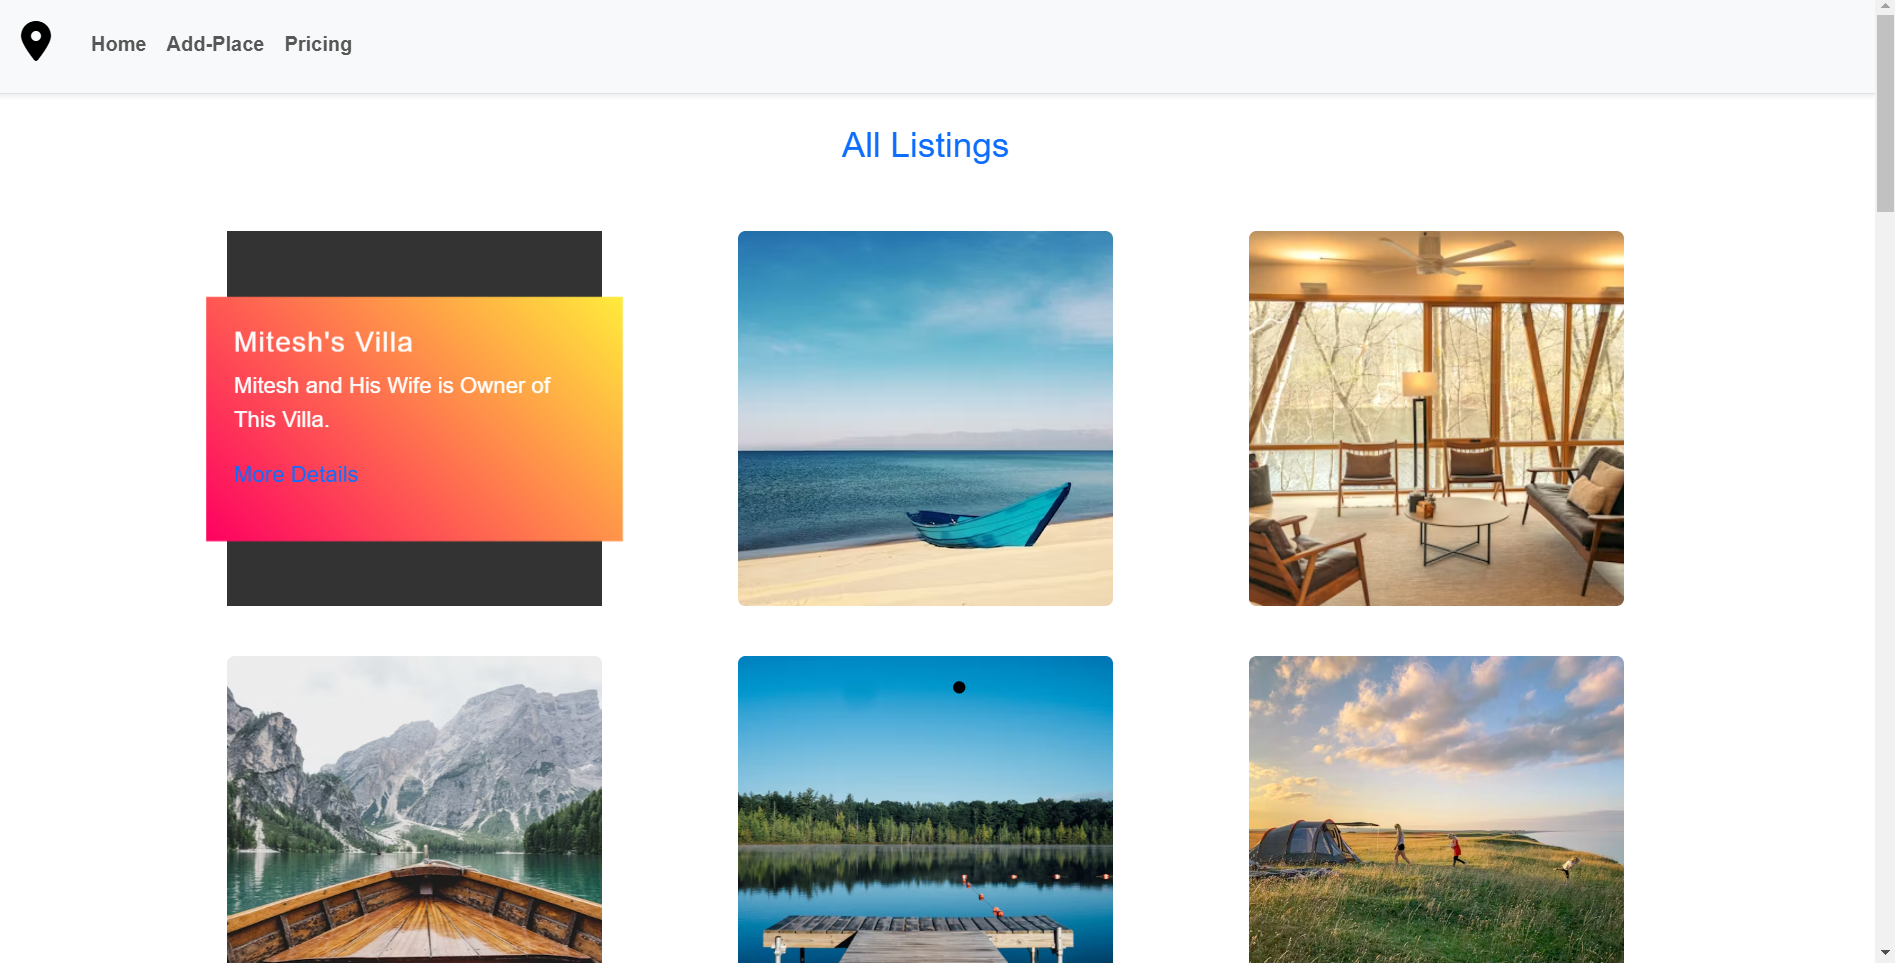 Home Add-Place Pricing
All Listings
Mitesh's Villa
Mitesh and His Wife is Owner of
This Villa.
More Details